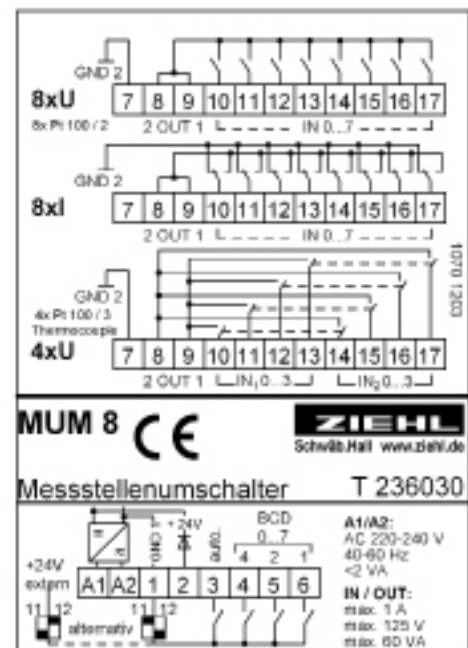 GND 2
8xU
7 8 9 10 11 12 13 14 15 16 17
8x Pt 100 / 2
2 OUT 1 IN 0...7
GND 2
8xI
7 8 9 10 11 12 13 14 15 16 17
2 OUT 1 IN 0...7
1070 1203
GND 2
4x Pt 100 / 3
Thermocouple
4xU
7 8 9 10 11 12 13 14 15 16 17
2 OUT 1 IN₁ 0...3 IN₂ 0...3
MUM 8 CE ZIEHL
Schwäb.Hall www.ziehl.de
Messstellenumschalter T 236030
BCD
0...7
4 2 1
+24V
extern
+24V
A1 A2 1 2 3 4 5 6
11 12 alternativ 11 12
A1/A2:
AC 220-240 V
40-60 Hz
<2 VA
IN / OUT:
max. 1 A
max. 125 V
max. 60 VA